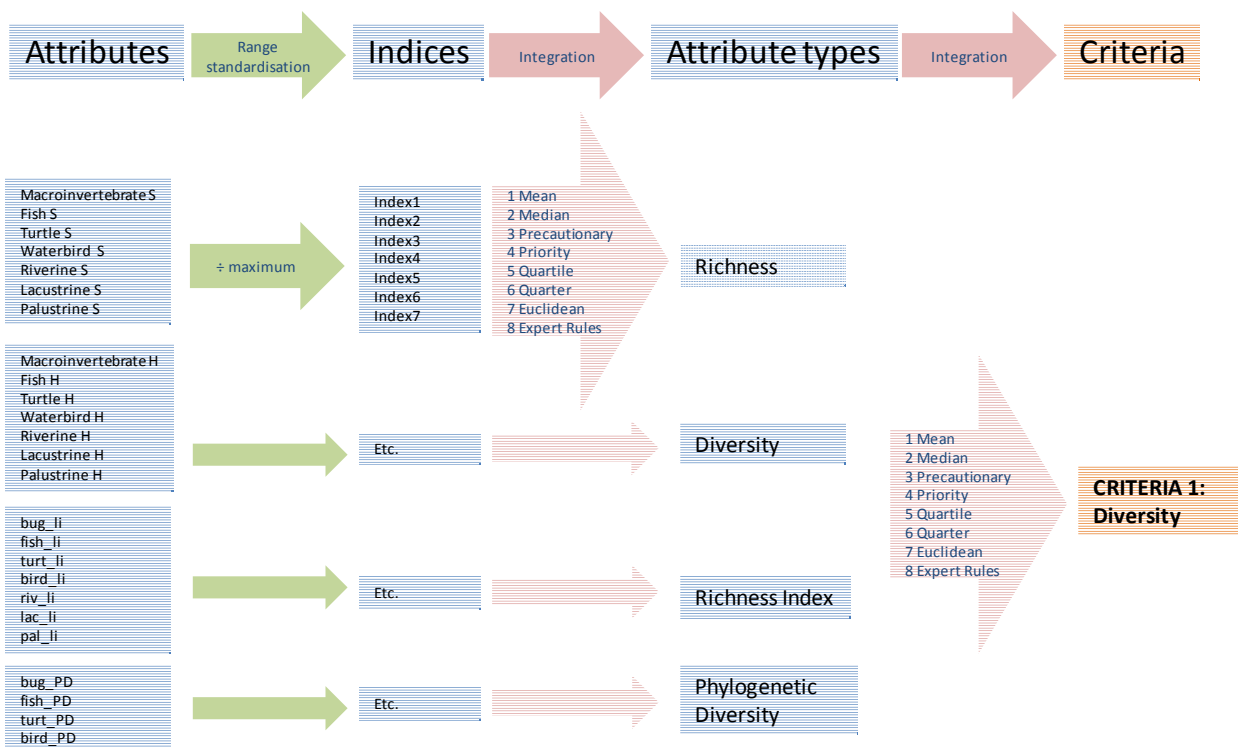 Attributes
Range
standardisation
Indices
Integration
Attribute types
Integration
Criteria
Macroinvertebrate S
Fish S
Turtle S
Waterbird S
Riverine S
Lacustrine S
Palustrine S
÷ maximum
Index1
Index2
Index3
Index4
Index5
Index6
Index7
1 Mean
2 Median
3 Precautionary
4 Priority
5 Quartile
6 Quarter
7 Euclidean
8 Expert Rules
Richness
Macroinvertebrate H
Fish H
Turtle H
Waterbird H
Riverine H
Lacustrine H
Palustrine H
Etc.
Diversity
bug_li
fish_li
turt_li
bird_li
riv_li
lac_li
pal_li
Etc.
Richness Index
bug_PD
fish_PD
turt_PD
bird_PD
Etc.
Phylogenetic
Diversity
1 Mean
2 Median
3 Precautionary
4 Priority
5 Quartile
6 Quarter
7 Euclidean
8 Expert Rules
CRITERIA 1:
Diversity